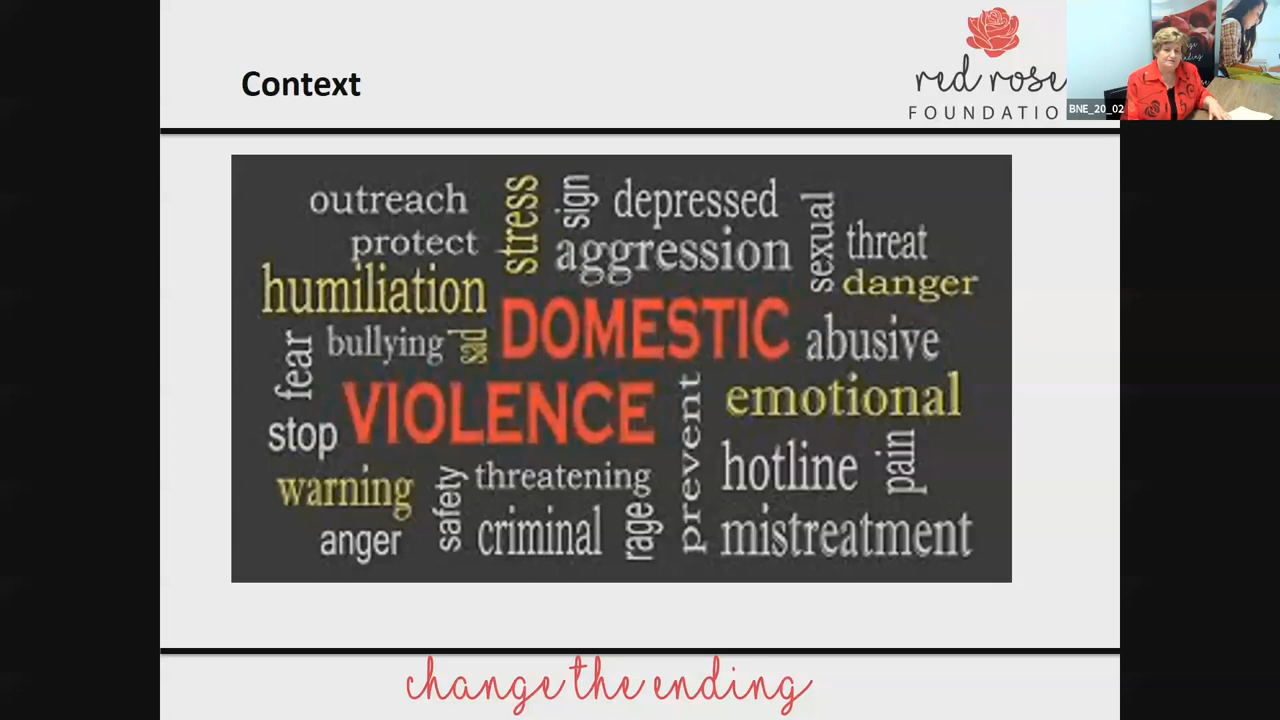 Context
red rose
FOUNDATIO
BNE_20_02
outreach
stress
sign
depressed
sexual
threat
protect
aggression
danger
humiliation
DOMESTIC
fear
bullying
sad
abusive
VIOLENCE
prevent
emotional
stop
hotline
pain
warning
safety
threatening
anger
criminal
rage
mistreatment
change the ending